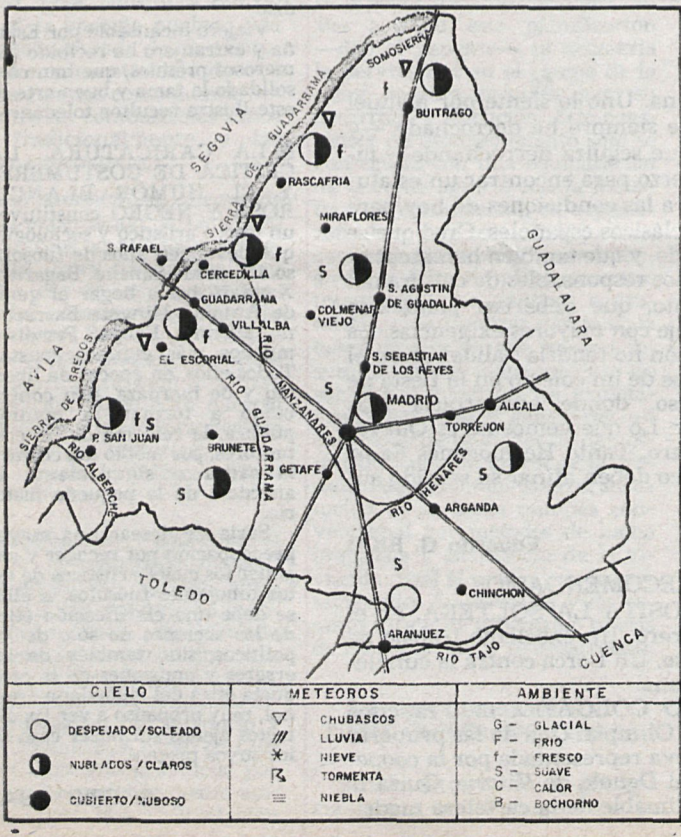 SOMOSIERRA
SEGOVIA
SIERRA DE GUADARRAMA
f
BUITRAGO
f
RASCAFRIA
MIRAFLORES
GUADALAJARA
S. RAFAEL
f
CERCEDILLA
S
S. AGUSTIN
DE GUADALIX
GUADARRAMA
COLMENAR
VIEJO
VILLALBA
f
EL ESCORIAL
AVILA
SIERRA DE GREDOS
S. SEBASTIAN
DE LOS REYES
RIO MANZANARES
RIO GUADARRAMA
S
MADRID
ALCALA
TORREJON
f S
P. SAN JUAN
BRUNETE
RIO ALBERCHE
GETAFE
S
S
RIO HENARES
ARGANDA
S
TOLEDO
CHINCHON
ARANJUEZ
RIO TAJO
CUENCA
CIELO
DESPEJADO/SOLEADO
NUBLADOS/CLAROS
CUBIERTO/NUBOSO
METEOROS
CHUBASCOS
LLUVIA
NIEVE
TORMENTA
NIEBLA
AMBIENTE
G - GLACIAL
F - FRIO
f - FRESCO
S - SUAVE
C - CALOR
B - BOCHORNO